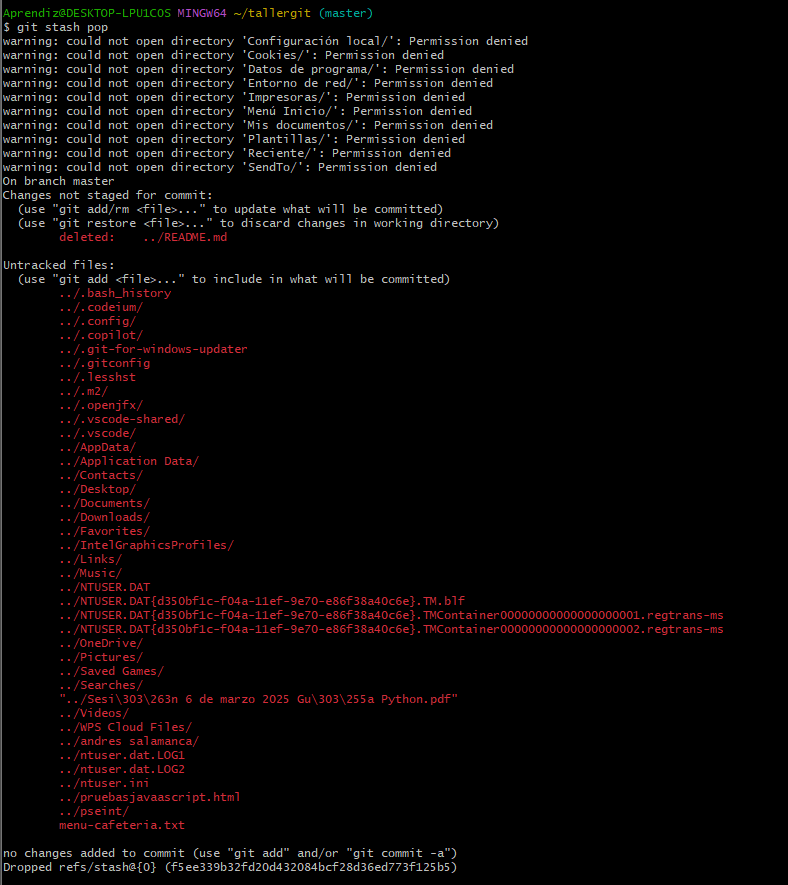 Aprendiz@DESKTOP-LPU1COS MINGW64 ~/tallergit (master)
$ git stash pop
warning: could not open directory 'Configuración local/': Permission denied
warning: could not open directory 'Cookies/': Permission denied
warning: could not open directory 'Datos de programa/': Permission denied
warning: could not open directory 'Entorno de red/': Permission denied
warning: could not open directory 'Impresoras/': Permission denied
warning: could not open directory 'Menú Inicio/': Permission denied
warning: could not open directory 'Mis documentos/': Permission denied
warning: could not open directory 'Plantillas/': Permission denied
warning: could not open directory 'Reciente/': Permission denied
warning: could not open directory 'SendTo/': Permission denied
On branch master
Changes not staged for commit:
  (use "git add/rm <file>..." to update what will be committed)
  (use "git restore <file>..." to discard changes in working directory)
        deleted:    ../README.md

Untracked files:
  (use "git add <file>..." to include in what will be committed)
        ../.bash_history
        ../.codeium/
        ../.config/
        ../.copilot/
        ../.git-for-windows-updater
        ../.gitconfig
        ../.lesshst
        ../.m2/
        ../.openjfx/
        ../.vscode-shared/
        ../.vscode/
        ../AppData/
        ../Application Data/
        ../Contacts/
        ../Desktop/
        ../Documents/
        ../Downloads/
        ../Favorites/
        ../IntelGraphicsProfiles/
        ../Links/
        ../Music/
        ../NTUSER.DAT
        ../NTUSER.DAT{d350bf1c-f04a-11ef-9e70-e86f38a40c6e}.TM.blf
        ../NTUSER.DAT{d350bf1c-f04a-11ef-9e70-e86f38a40c6e}.TMContainer00000000000000000001.regtrans-ms
        ../NTUSER.DAT{d350bf1c-f04a-11ef-9e70-e86f38a40c6e}.TMContainer00000000000000000002.regtrans-ms
        ../OneDrive/
        ../Pictures/
        ../Saved Games/
        ../Searches/
        "../Sesi\303\263n 6 de marzo 2025 Gu\303\255a Python.pdf"
        ../Videos/
        ../WPS Cloud Files/
        ../andres salamanca/
        ../ntuser.dat.LOG1
        ../ntuser.dat.LOG2
        ../ntuser.ini
        ../pruebasjavaascript.html
        ../pseint/
        menu-cafeteria.txt

no changes added to commit (use "git add" and/or "git commit -a")
Dropped refs/stash@{0} (f5ee339b32fd20d432084bcf28d36ed773f125b5)